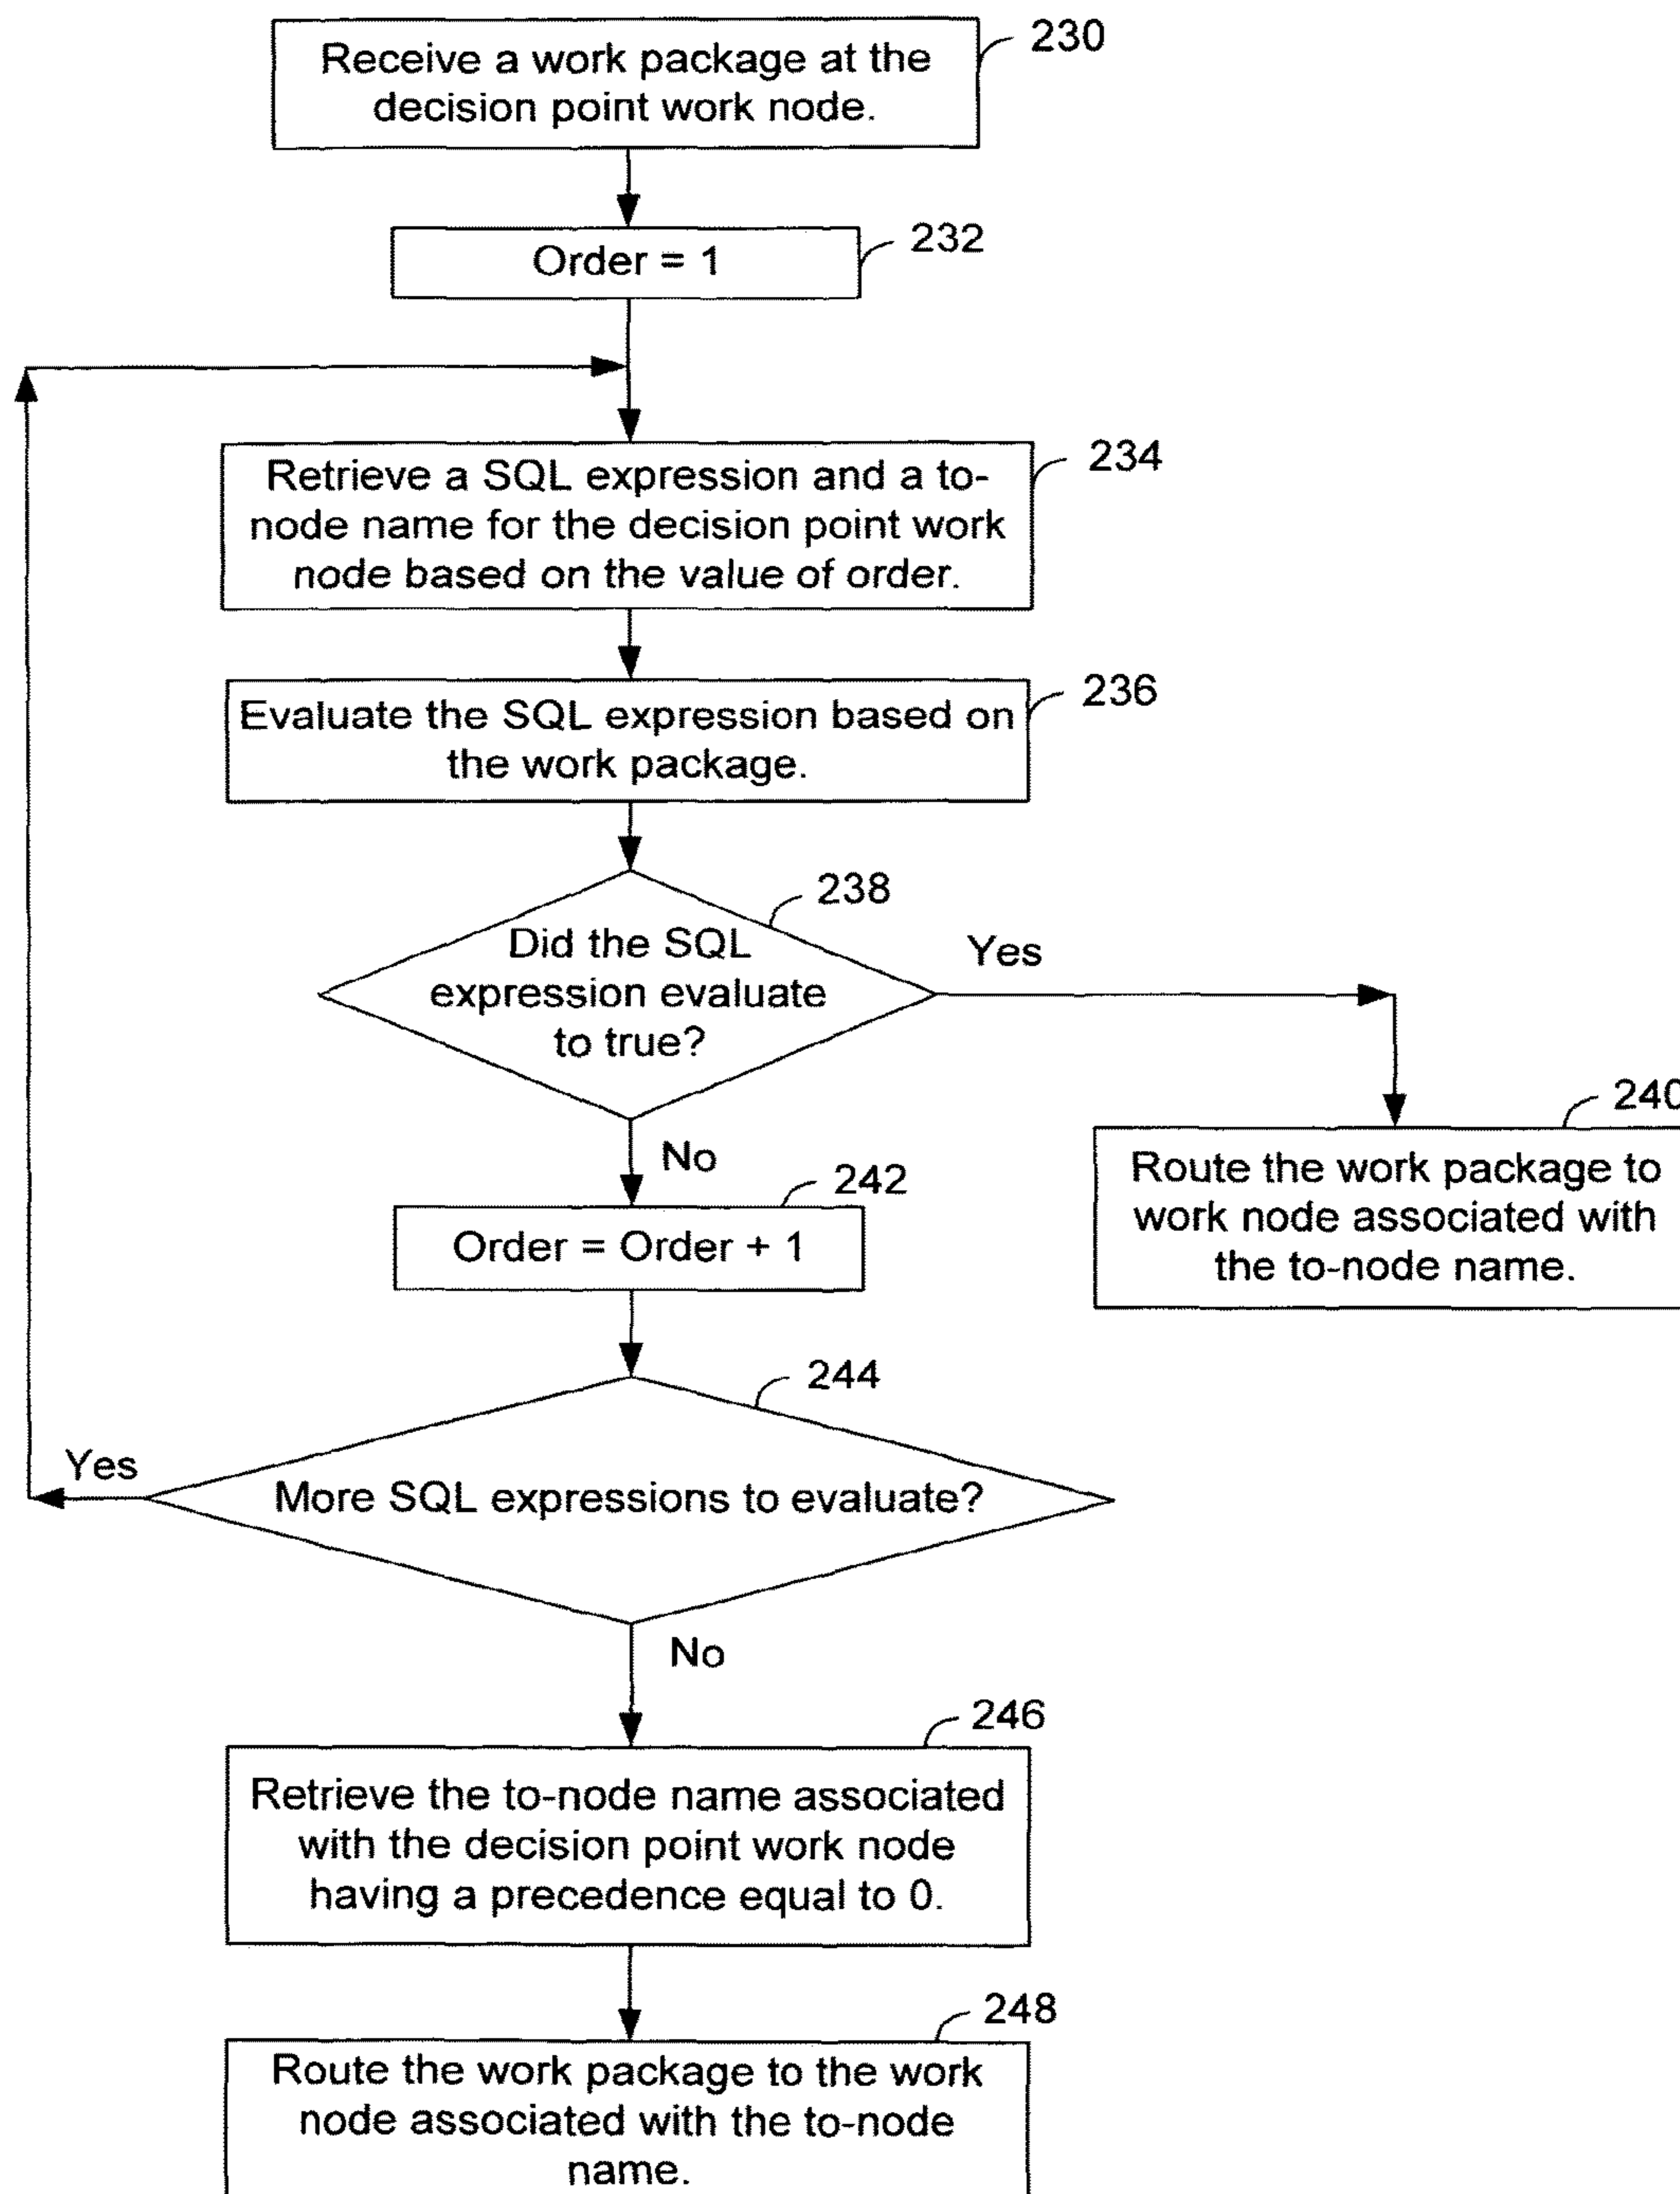 230
Receive a work package at the
decision point work node.
232
Order = 1
234
Retrieve a SQL expression and a to-
node name for the decision point work
node based on the value of order.
236
Evaluate the SQL expression based on
the work package.
238
Did the SQL
expression evaluate
to true?
Yes
240
Route the work package to
work node associated with
the to-node name.
No
242
Order = Order + 1
244
More SQL expressions to evaluate?
Yes
No
246
Retrieve the to-node name associated
with the decision point work node
having a precedence equal to 0.
248
Route the work package to the work
node associated with the to-node
name.